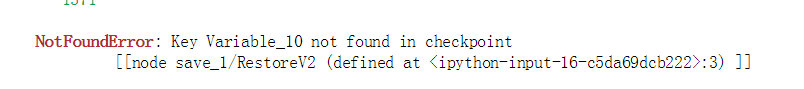 NotFoundError: Key Variable_10 not found in checkpoint
[[node save_1/RestoreV2 (defined at <ipython-input-16-c5da69dcb222>:3) ]]